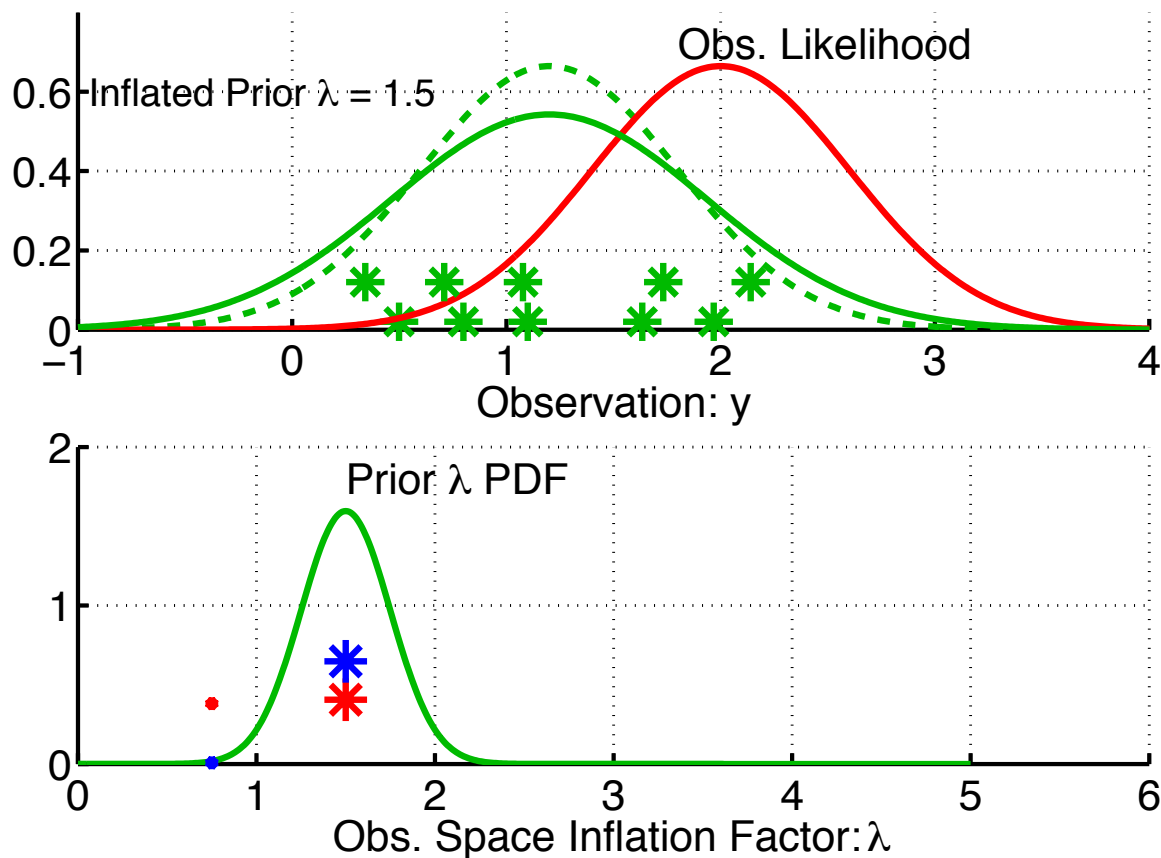 Obs. Likelihood
Inflated Prior λ = 1.5
0.6
0.4
0.2
0
−1 0 1 2 3 4
Observation: y
2
Prior λ PDF
1
0
0 1 2 3 4 5 6
Obs. Space Inflation Factor: λ